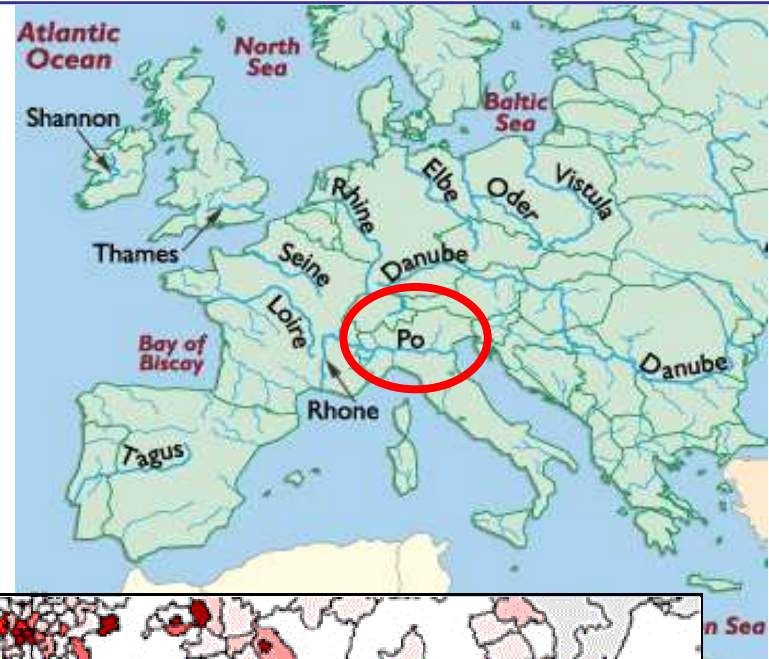 Atlantic
Ocean
North
Sea
Shannon
Baltic
Sea
Rhine
Elbe
Oder
Vistula
Thames
Seine
Danube
Loire
Po
Bay of
Biscay
Danube
Rhone
Tagus
n Sea